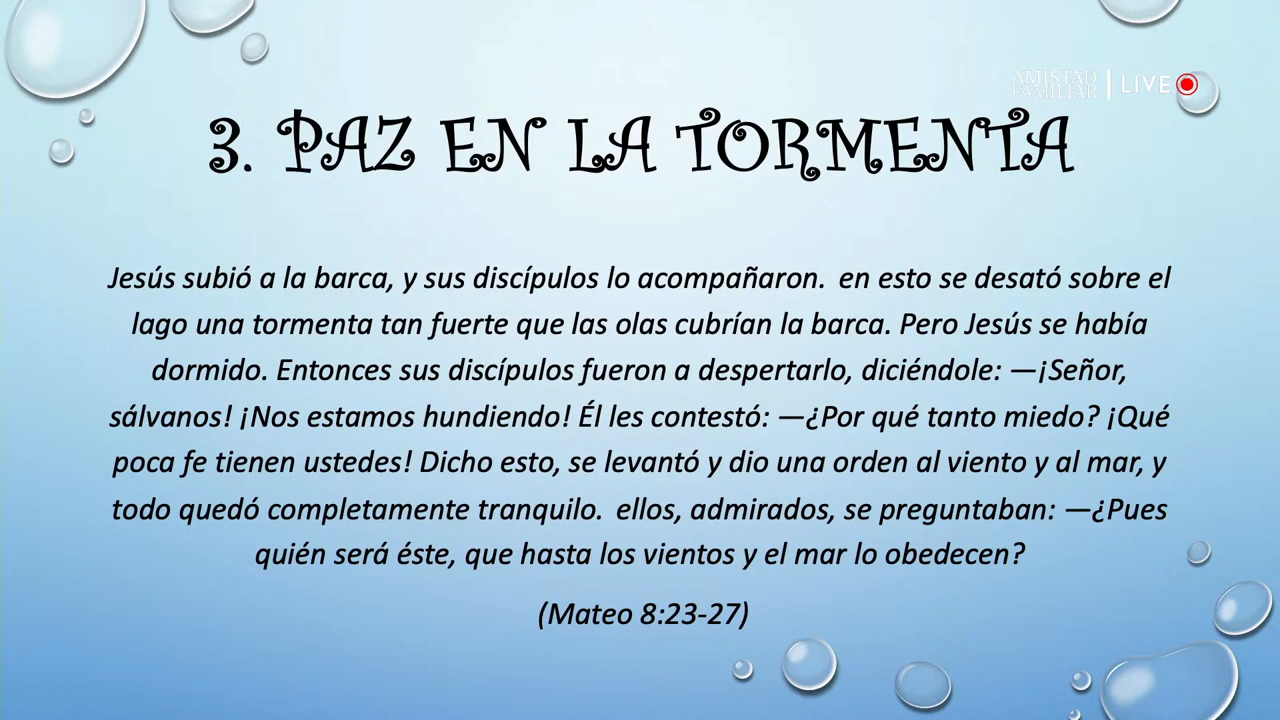 AMISTAD
FAMILIAR
LIVE
3. PAZ EN LA TORMENTA
Jesús subió a la barca, y sus discípulos lo acompañaron. en esto se desató sobre el
lago una tormenta tan fuerte que las olas cubrían la barca. Pero Jesús se había
dormido. Entonces sus discípulos fueron a despertarlo, diciéndole: —¡Señor,
sálvanos! ¡Nos estamos hundiendo! Él les contestó: —¿Por qué tanto miedo? ¡Qué
poca fe tienen ustedes! Dicho esto, se levantó y dio una orden al viento y al mar, y
todo quedó completamente tranquilo. ellos, admirados, se preguntaban: —¿Pues
quién será éste, que hasta los vientos y el mar lo obedecen?
(Mateo 8:23-27)